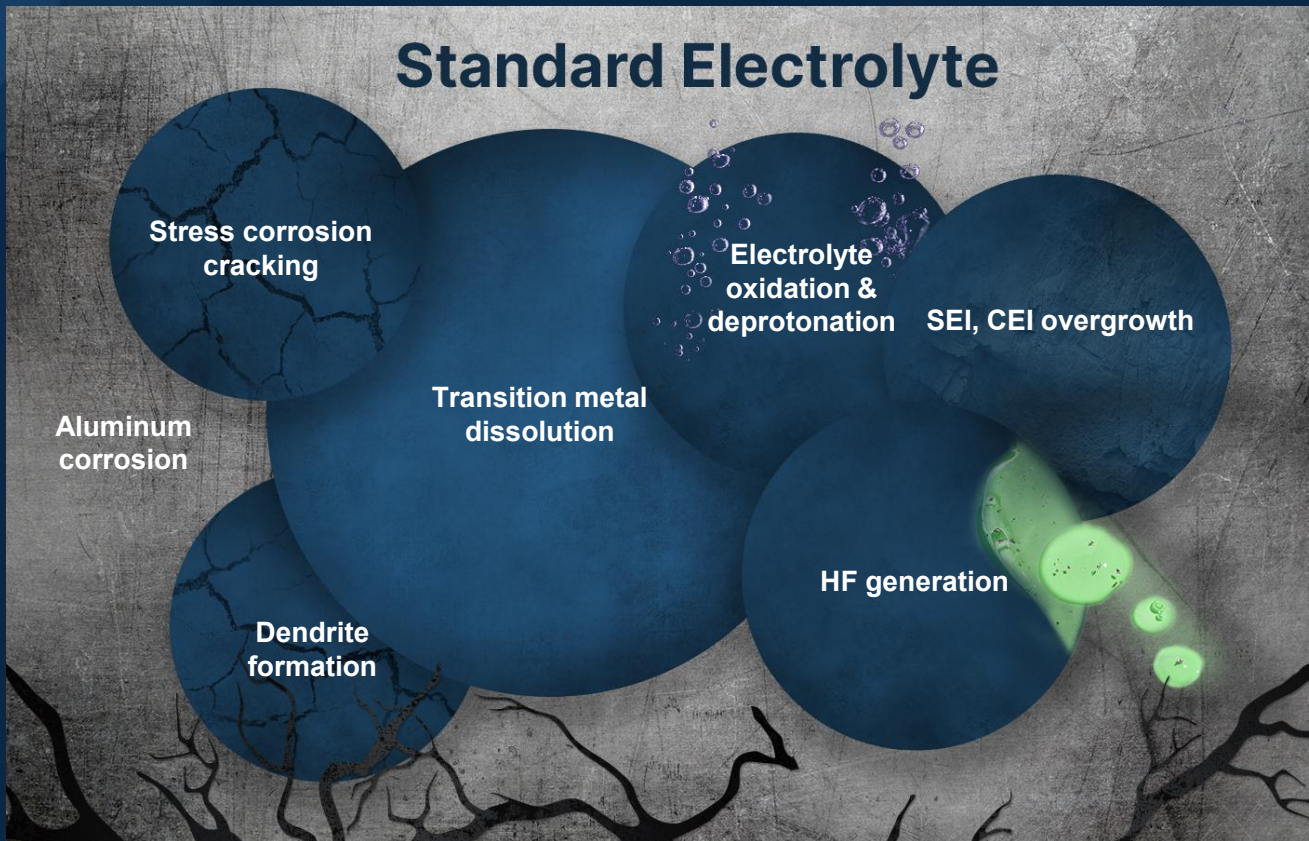 Standard Electrolyte
Stress corrosion
cracking
Electrolyte
oxidation &
deprotonation
SEI, CEI overgrowth
Transition metal
dissolution
Aluminum
corrosion
HF generation
Dendrite
formation